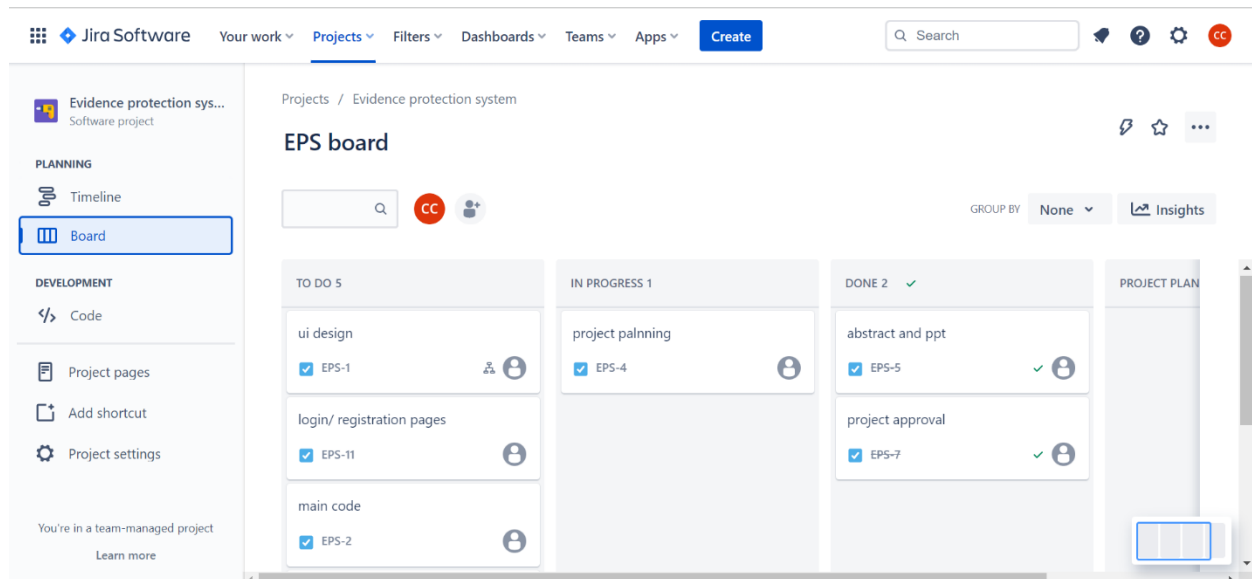 Jira Software Your work Projects Filters Dashboards Teams Apps Create Search CC
Evidence protection sys...
Software project
PLANNING
Timeline
Board
DEVELOPMENT
Code
Project pages
Add shortcut
Project settings
You're in a team-managed project
Learn more
Projects / Evidence protection system
EPS board
CC
GROUP BY None Insights
TO DO 5
ui design
EPS-1
login/ registration pages
EPS-11
main code
EPS-2
IN PROGRESS 1
project palnning
EPS-4
DONE 2
abstract and ppt
EPS-5
project approval
EPS-7
PROJECT PLAN